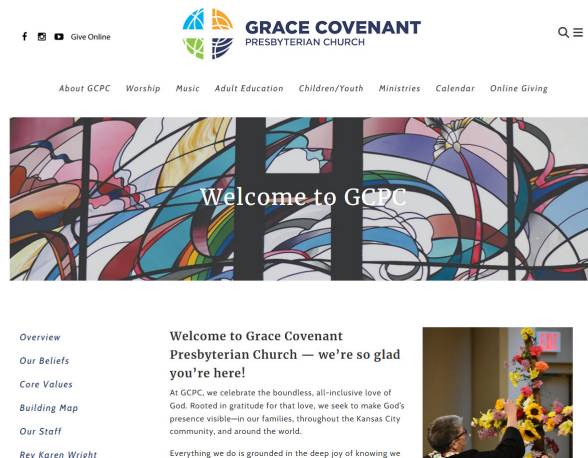 Give Online
GRACE COVENANT
PRESBYTERIAN CHURCH
About GCPC Worship Music Adult Education Children/Youth Ministries Calendar Online Giving
Welcome to GCPC
Overview
Our Beliefs
Core Values
Building Map
Our Staff
Rev Karen Wright
Welcome to Grace Covenant
Presbyterian Church — we’re so glad
you’re here!
At GCPC, we celebrate the boundless, all-inclusive love of
God. Rooted in gratitude for that love, we seek to make God’s
presence visible—in our families, throughout the Kansas City
community, and around the world.
Everything we do is grounded in the deep joy of knowing we
EXIT